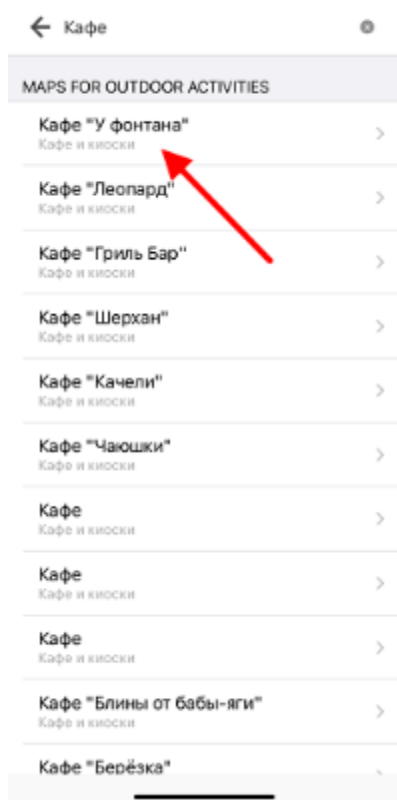 Кафе
MAPS FOR OUTDOOR ACTIVITIES
Кафе "У фонтана"
Кафе и киоски
Кафе "Леопард"
Кафе и киоски
Кафе "Гриль Бар"
Кафе и киоски
Кафе "Шерхан"
Кафе и киоски
Кафе "Качели"
Кафе и киоски
Кафе "Чаюшки"
Кафе и киоски
Кафе
Кафе и киоски
Кафе
Кафе и киоски
Кафе
Кафе и киоски
Кафе "Блины от бабы-яги"
Кафе и киоски
Кафе "Берёзка"